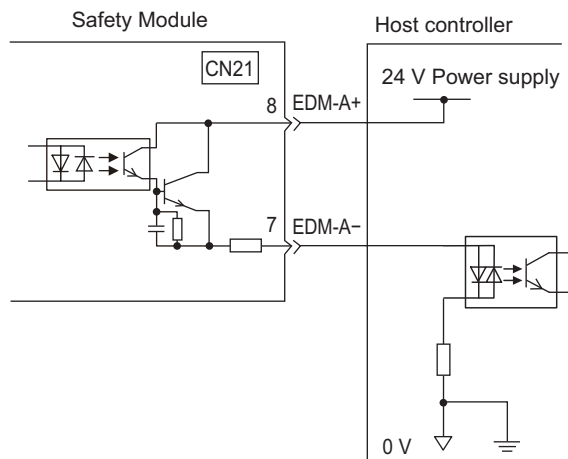 Safety Module
Host controller
CN21
24 V Power supply
8 EDM-A+
7 EDM-A−
0 V